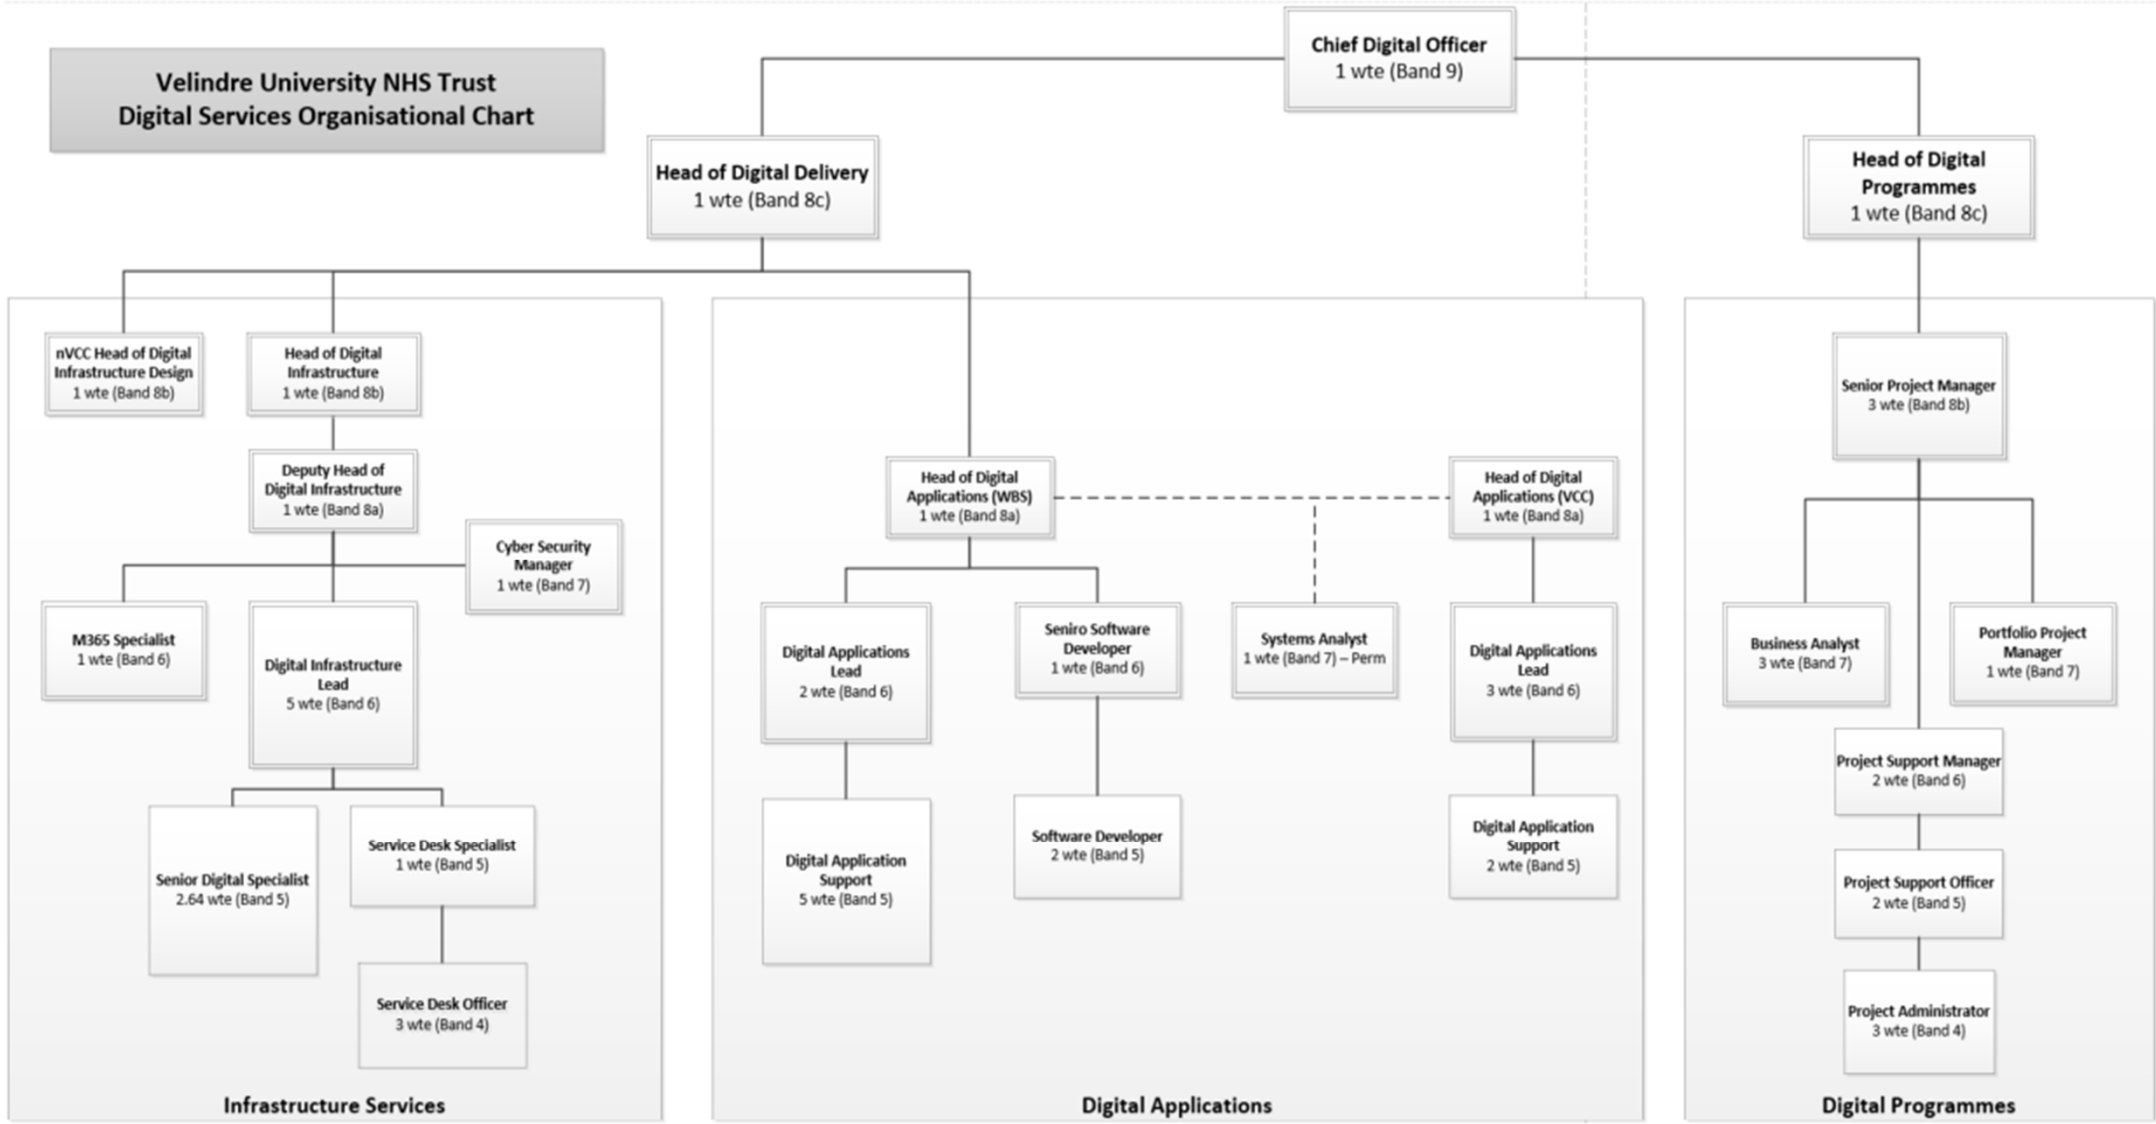 Velindre University NHS Trust
Digital Services Organisational Chart
Chief Digital Officer
1 wte (Band 9)
Head of Digital Delivery
1 wte (Band 8c)
Head of Digital
Programmes
1 wte (Band 8c)
nVCC Head of Digital
Infrastructure Design
1 wte (Band 8b)
Head of Digital
Infrastructure
1 wte (Band 8b)
Deputy Head of
Digital Infrastructure
1 wte (Band 8a)
Cyber Security
Manager
1 wte (Band 7)
M365 Specialist
1 wte (Band 6)
Digital Infrastructure
Lead
5 wte (Band 6)
Senior Digital Specialist
2.64 wte (Band 5)
Service Desk Specialist
1 wte (Band 5)
Service Desk Officer
3 wte (Band 4)
Infrastructure Services
Head of Digital
Applications (WBS)
1 wte (Band 8a)
Head of Digital
Applications (VCC)
1 wte (Band 8a)
Digital Applications
Lead
2 wte (Band 6)
Seniro Software
Developer
1 wte (Band 6)
Systems Analyst
1 wte (Band 7) – Perm
Digital Applications
Lead
3 wte (Band 6)
Digital Application
Support
5 wte (Band 5)
Software Developer
2 wte (Band 5)
Digital Application
Support
2 wte (Band 5)
Digital Applications
Senior Project Manager
3 wte (Band 8b)
Business Analyst
3 wte (Band 7)
Portfolio Project
Manager
1 wte (Band 7)
Project Support Manager
2 wte (Band 6)
Project Support Officer
2 wte (Band 5)
Project Administrator
3 wte (Band 4)
Digital Programmes